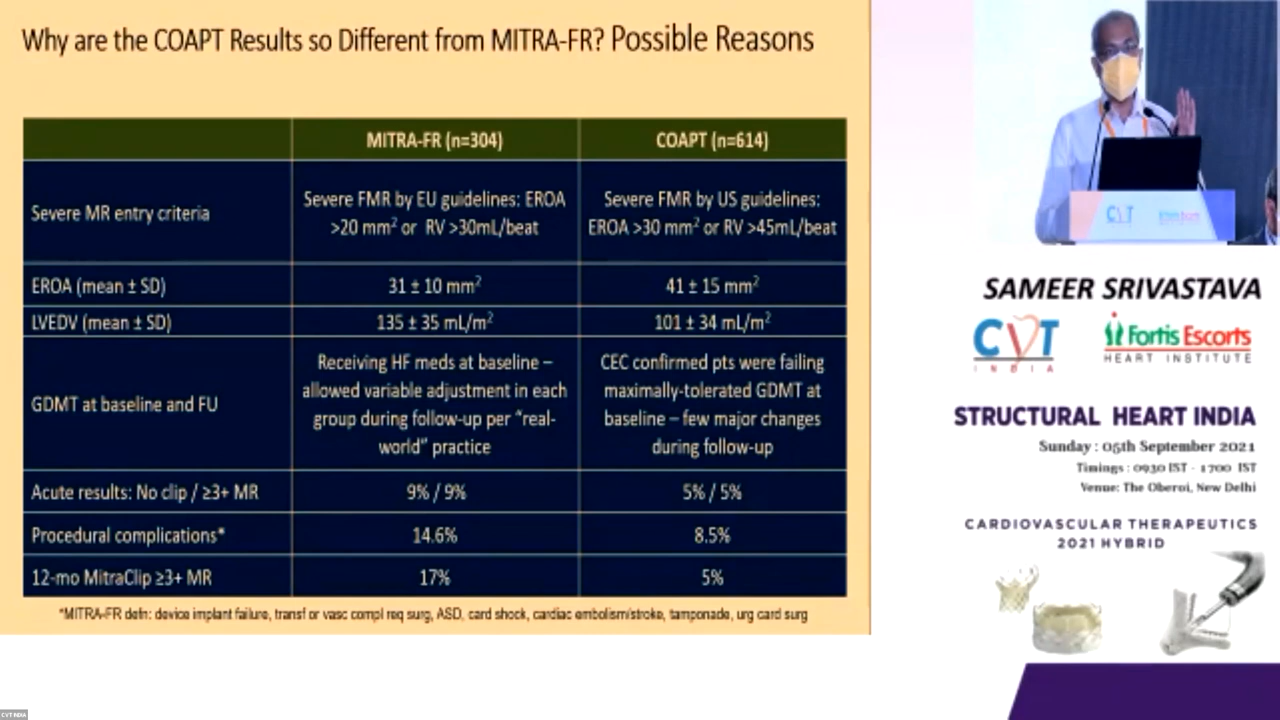 Why are the COAPT Results so Different from MITRA-FR? Possible Reasons
MITRA-FR (n=304)
COAPT (n=614)
Severe MR entry criteria
Severe FMR by EU guidelines: EROA
>20 mm² or RV >30mL/beat
Severe FMR by US guidelines:
EROA >30 mm² or RV >45mL/beat
EROA (mean ± SD)
31 ± 10 mm²
41 ± 15 mm²
LVEDV (mean ± SD)
135 ± 35 mL/m²
101 ± 34 mL/m²
GDMT at baseline and FU
Receiving HF meds at baseline –
allowed variable adjustment in each
group during follow-up per “real-
world” practice
CEC confirmed pts were failing
maximally-tolerated GDMT at
baseline – few major changes
during follow-up
Acute results: No clip / ≥3+ MR
9% / 9%
5% / 5%
Procedural complications*
14.6%
8.5%
12-mo MitraClip ≥3+ MR
17%
5%
*MITRA-FR defn: device implant failure, transf or vasc compl req surg, ASD, card shock, cardiac embolism/stroke, tamponade, urg card surg
CVT
SAMEER SRIVASTAVA
CVT
INDIA
Fortis Escorts
HEART INSTITUTE
STRUCTURAL HEART INDIA
Sunday : 05th September 2021
Timings : 0930 IST - 1700 IST
Venue: The Oberoi, New Delhi
CARDIOVASCULAR THERAPEUTICS
2021 HYBRID
CVT INDIA